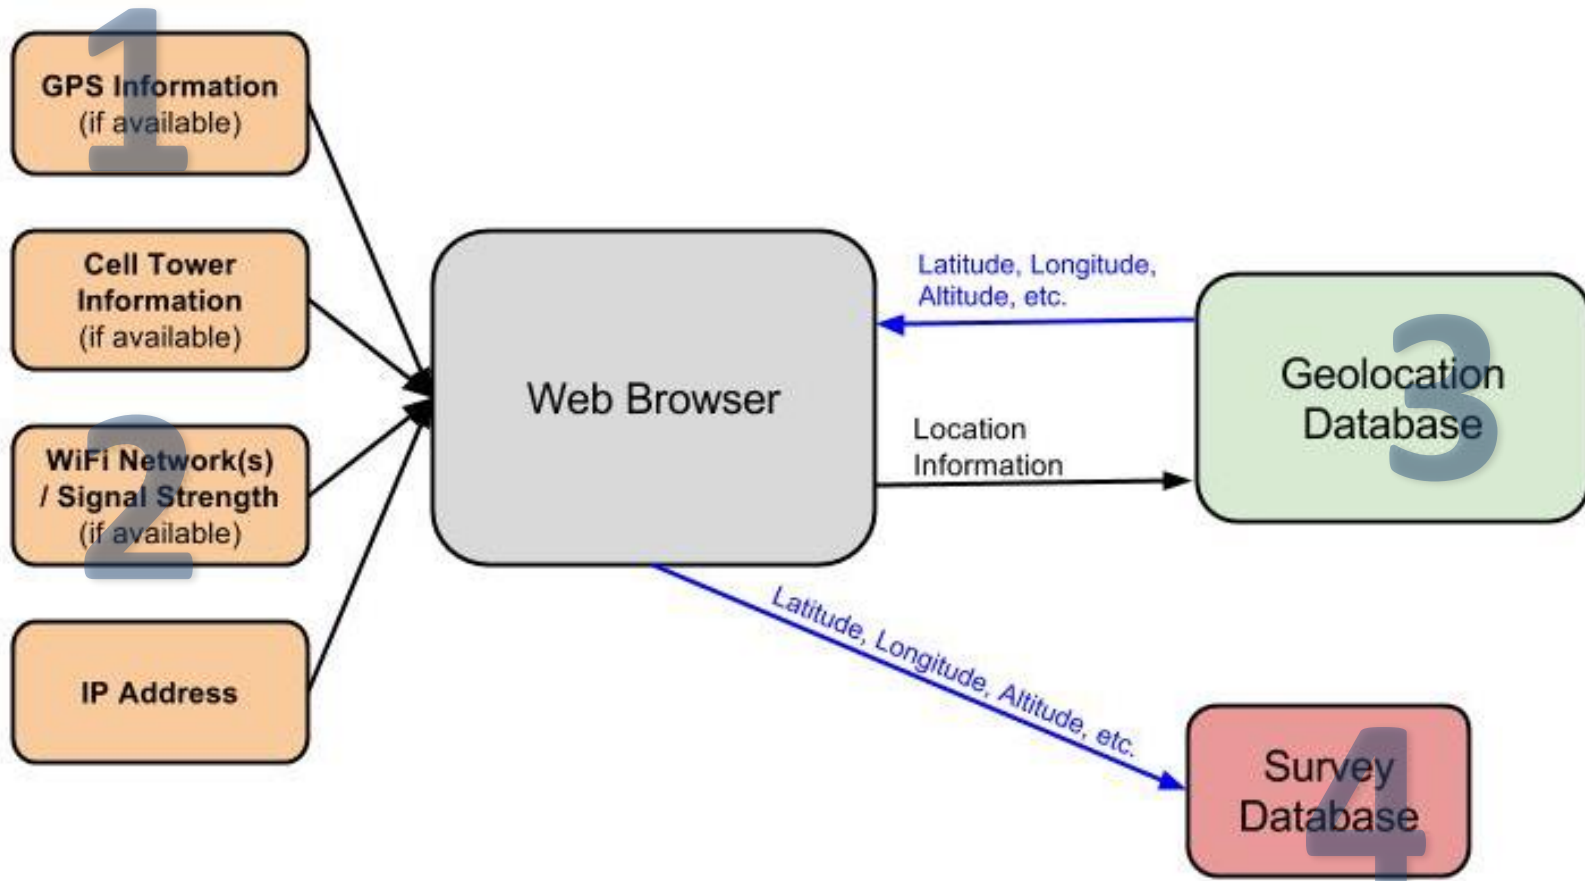 1
GPS Information
(if available)
Cell Tower
Information
(if available)
2
WiFi Network(s)
/ Signal Strength
(if available)
IP Address
Web Browser
Latitude, Longitude,
Altitude, etc.
Location
Information
3
Geolocation
Database
Latitude, Longitude, Altitude, etc.
4
Survey
Database